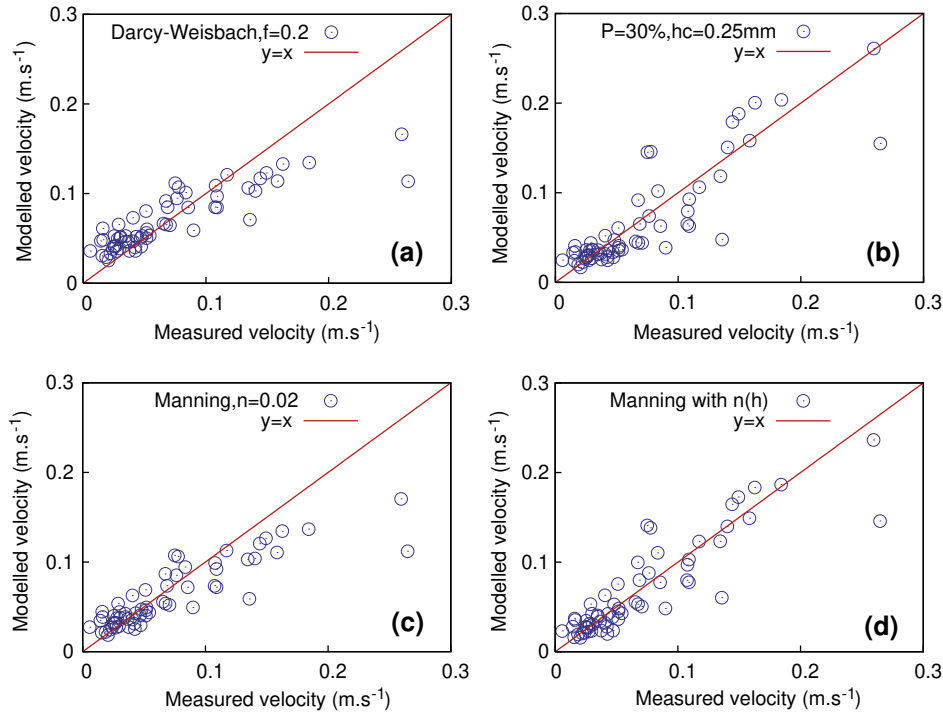 0.3
Darcy-Weisbach,f=0.2
y=x
0.2
0.1
0
Modelled velocity (m.s-1)
(a)
0 0.1 0.2 0.3
Measured velocity (m.s-1)
0.3
P=30%,hc=0.25mm
y=x
0.2
0.1
0
Modelled velocity (m.s-1)
(b)
0 0.1 0.2 0.3
Measured velocity (m.s-1)
0.3
Manning,n=0.02
y=x
0.2
0.1
0
Modelled velocity (m.s-1)
(c)
0 0.1 0.2 0.3
Measured velocity (m.s-1)
0.3
Manning with n(h)
y=x
0.2
0.1
0
Modelled velocity (m.s-1)
(d)
0 0.1 0.2 0.3
Measured velocity (m.s-1)